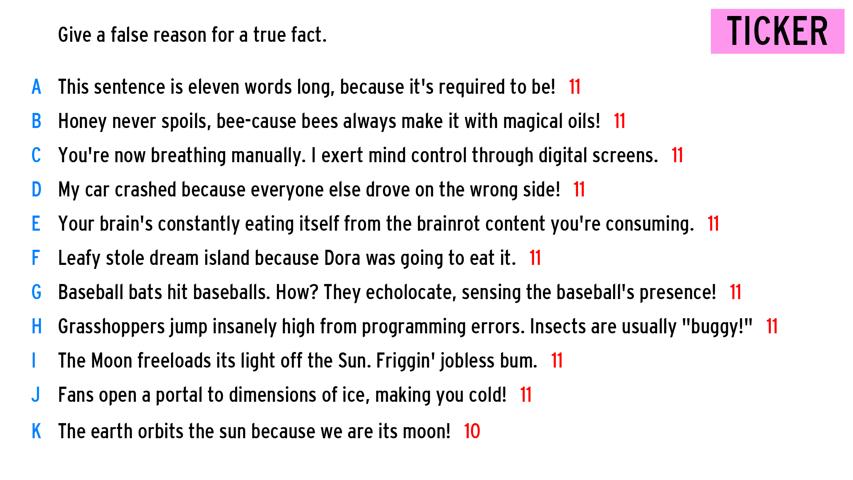 Give a false reason for a true fact.
TICKER
A This sentence is eleven words long, because it's required to be! 11
B Honey never spoils, bee-cause bees always make it with magical oils! 11
C You're now breathing manually. I exert mind control through digital screens. 11
D My car crashed because everyone else drove on the wrong side! 11
E Your brain's constantly eating itself from the brainrot content you're consuming. 11
F Leafy stole dream island because Dora was going to eat it. 11
G Baseball bats hit baseballs. How? They echolocate, sensing the baseball's presence! 11
H Grasshoppers jump insanely high from programming errors. Insects are usually "buggy!" 11
I The Moon freeloads its light off the Sun. Friggin' jobless bum. 11
J Fans open a portal to dimensions of ice, making you cold! 11
K The earth orbits the sun because we are its moon! 10